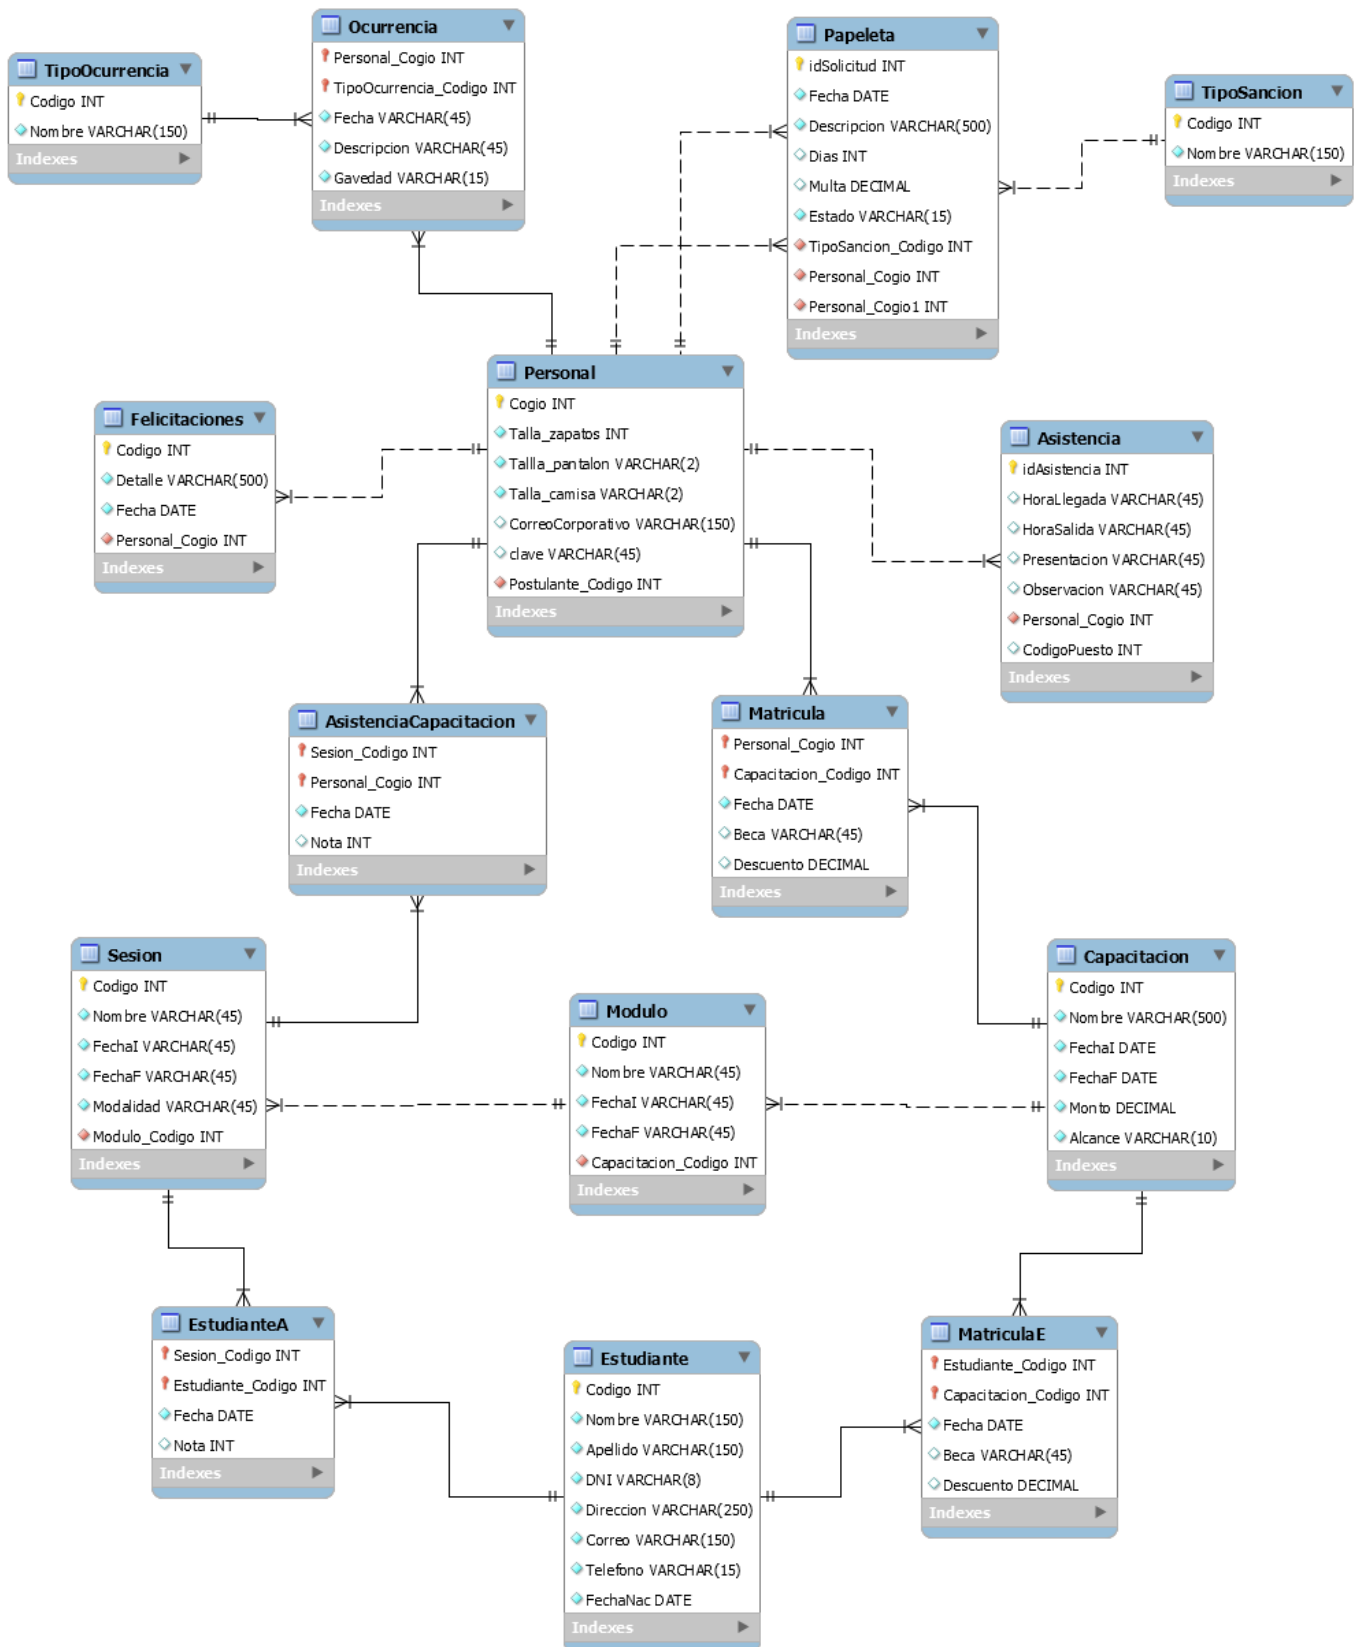 TipoOcurrencia
Codigo INT
Nombre VARCHAR(150)
Indexes
Ocurrencia
Personal_Cogio INT
TipoOcurrencia_Codigo INT
Fecha VARCHAR(45)
Descripcion VARCHAR(45)
Gavedad VARCHAR(15)
Indexes
Papeleta
idSolicitud INT
Fecha DATE
Descripcion VARCHAR(500)
Dias INT
Multa DECIMAL
Estado VARCHAR(15)
TipoSancion_Codigo INT
Personal_Cogio INT
Personal_Cogio1 INT
Indexes
TipoSancion
Codigo INT
Nombre VARCHAR(150)
Indexes
Felicitaciones
Codigo INT
Detalle VARCHAR(500)
Fecha DATE
Personal_Cogio INT
Indexes
Personal
Cogio INT
Talla_zapatos INT
Tallla_pantalon VARCHAR(2)
Talla_camisa VARCHAR(2)
CorreoCorporativo VARCHAR(150)
clave VARCHAR(45)
Postulante_Codigo INT
Indexes
Asistencia
idAsistencia INT
HoraLlegada VARCHAR(45)
HoraSalida VARCHAR(45)
Presentacion VARCHAR(45)
Observacion VARCHAR(45)
Personal_Cogio INT
CodigoPuesto INT
Indexes
AsistenciaCapacitacion
Sesion_Codigo INT
Personal_Cogio INT
Fecha DATE
Nota INT
Indexes
Matricula
Personal_Cogio INT
Capacitacion_Codigo INT
Fecha DATE
Beca VARCHAR(45)
Descuento DECIMAL
Indexes
Sesion
Codigo INT
Nombre VARCHAR(45)
FechaI VARCHAR(45)
FechaF VARCHAR(45)
Modalidad VARCHAR(45)
Modulo_Codigo INT
Indexes
Modulo
Codigo INT
Nombre VARCHAR(45)
FechaI VARCHAR(45)
FechaF VARCHAR(45)
Capacitacion_Codigo INT
Indexes
Capacitacion
Codigo INT
Nombre VARCHAR(500)
FechaI DATE
FechaF DATE
Monto DECIMAL
Alcance VARCHAR(10)
Indexes
EstudianteA
Sesion_Codigo INT
Estudiante_Codigo INT
Fecha DATE
Nota INT
Indexes
Estudiante
Codigo INT
Nombre VARCHAR(150)
Apellido VARCHAR(150)
DNI VARCHAR(8)
Direccion VARCHAR(250)
Correo VARCHAR(150)
Telefono VARCHAR(15)
FechaNac DATE
Indexes
MatriculaE
Estudiante_Codigo INT
Capacitacion_Codigo INT
Fecha DATE
Beca VARCHAR(45)
Descuento DECIMAL
Indexes